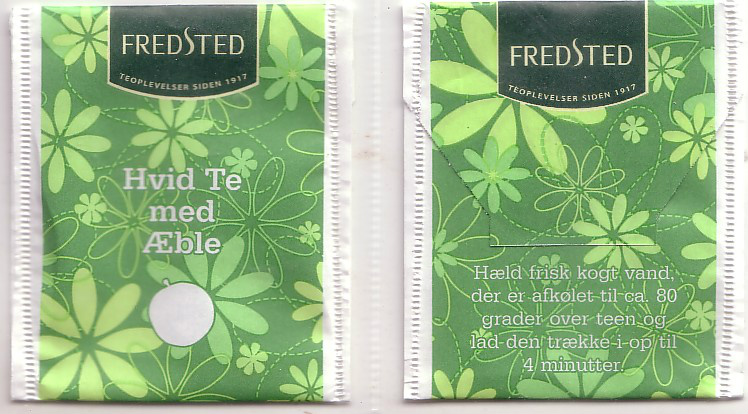 FREDSTED
TEOPLEVELSER SIDEN 1917
Hvid Te
med
Æble
FREDSTED
TEOPLEVELSER SIDEN 1917
Hæld frisk kogt vand,
der er afkølet til ca. 80
grader over teen og
lad den trække-i-op til
4 minutter.